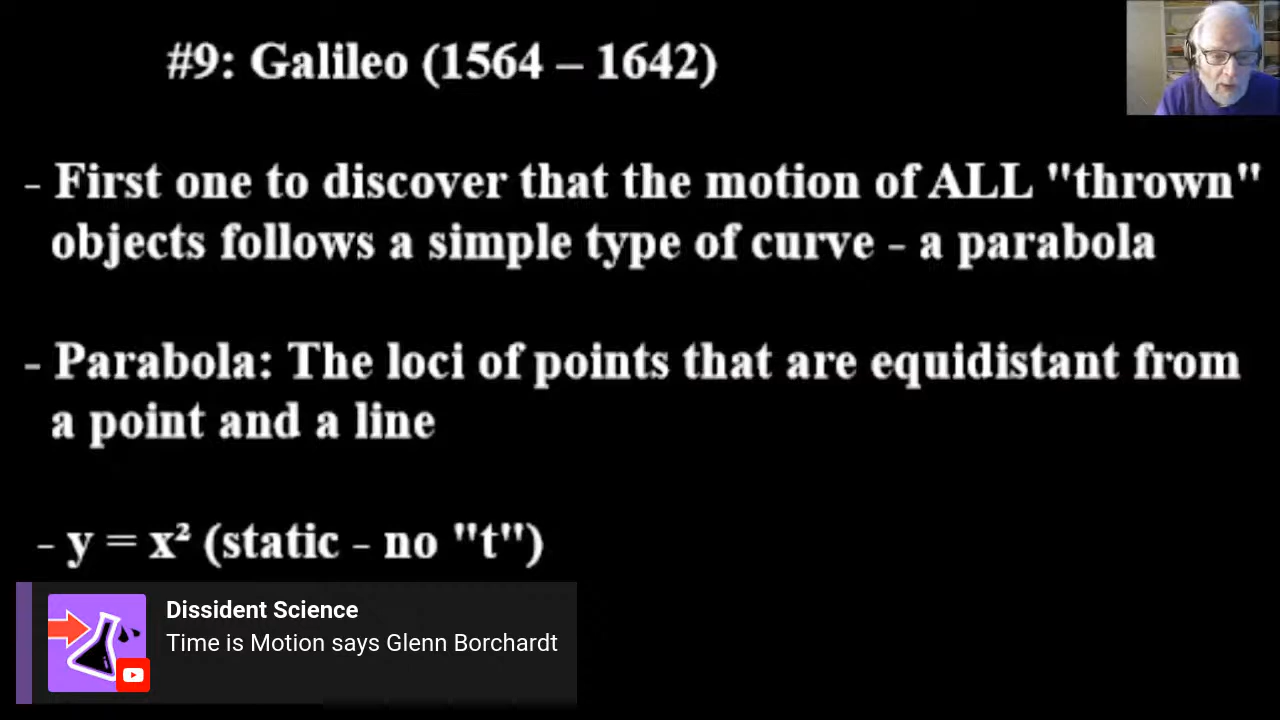 #9: Galileo (1564 – 1642)
- First one to discover that the motion of ALL "thrown"
objects follows a simple type of curve - a parabola
- Parabola: The loci of points that are equidistant from
a point and a line
- y = x² (static - no "t")
Dissident Science
Time is Motion says Glenn Borchardt